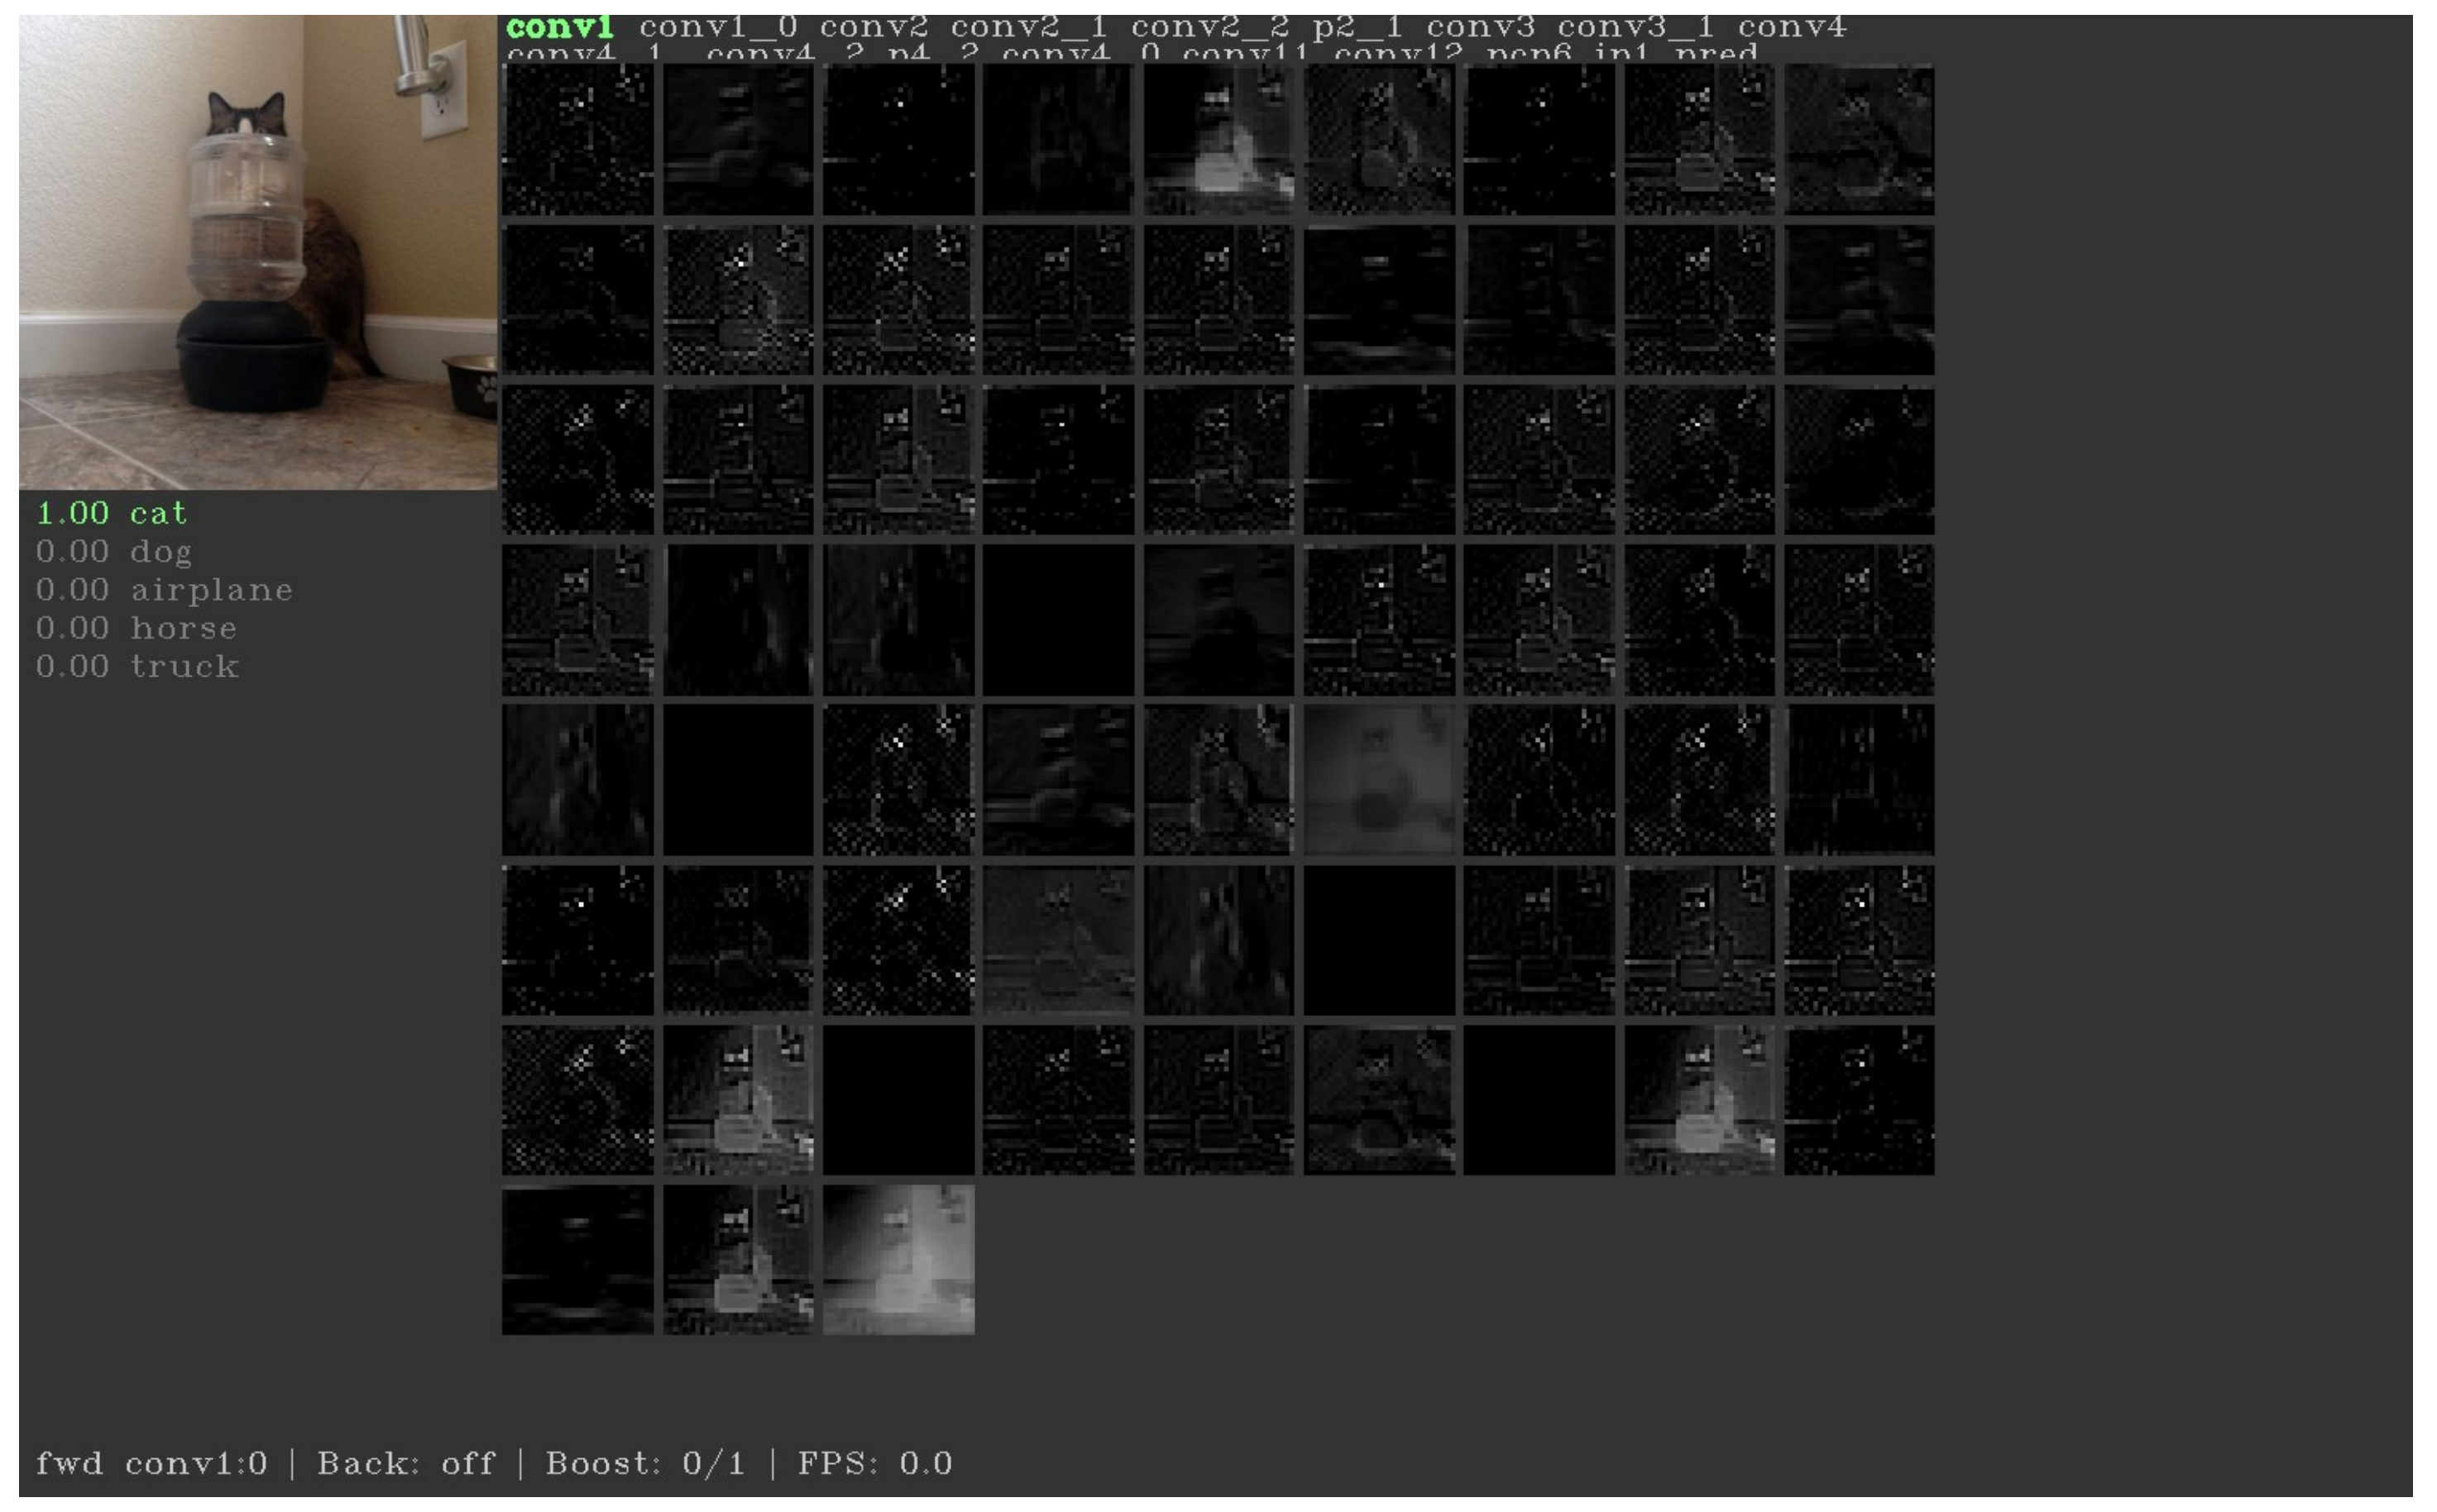 conv1 conv1_0 conv2 conv2_1 conv2_2 p2_1 conv3 conv3_1 conv4
conv4_1 conv4_2 p4_2 conv4_0 conv11 conv12 pcp6 ip1 pred
1.00 cat
0.00 dog
0.00 airplane
0.00 horse
0.00 truck
fwd conv1:0 | Back: off | Boost: 0/1 | FPS: 0.0